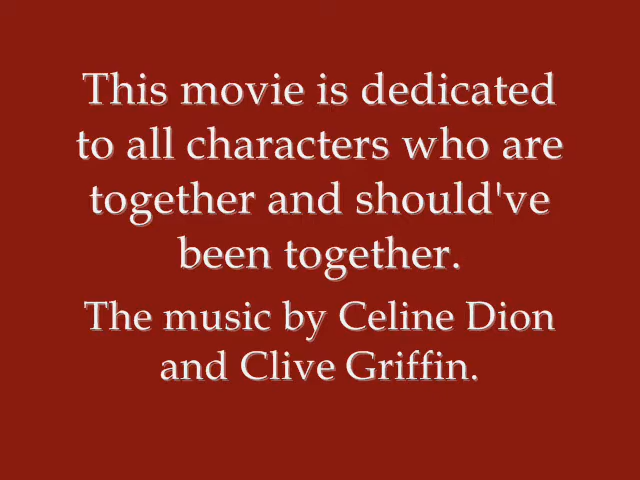 This movie is dedicated
to all characters who are
together and should've
been together.
The music by Celine Dion
and Clive Griffin.